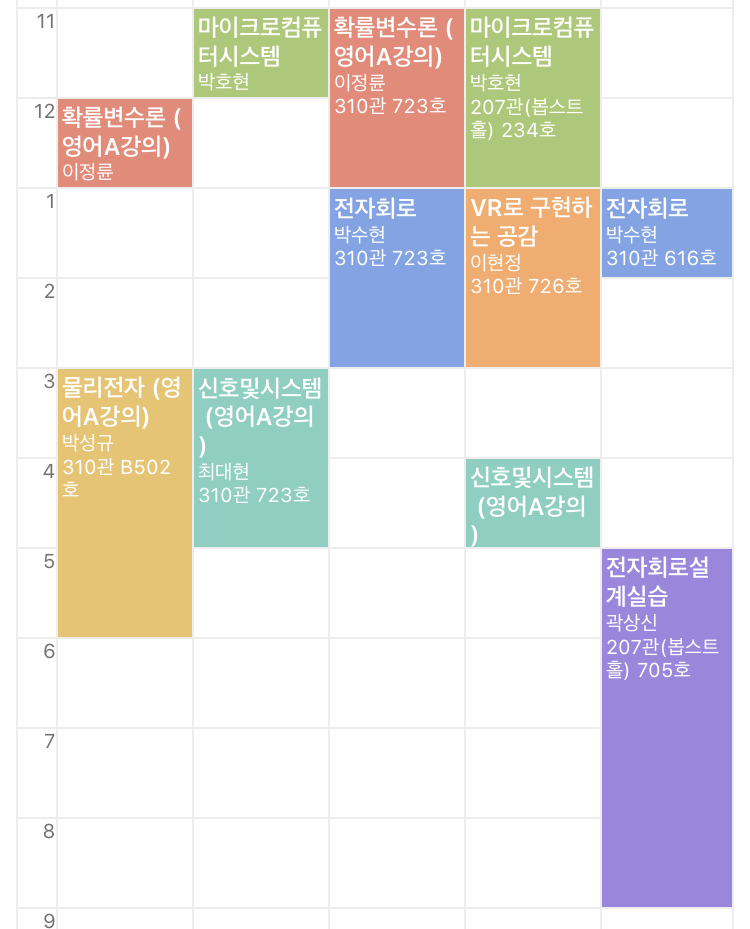 11
마이크로컴퓨
터시스템
박호현
확률변수론 (
영어A강의)
이정륜
310관 723호
마이크로컴퓨
터시스템
박호현
207관(봅스트
홀) 234호
12
확률변수론 (
영어A강의)
이정륜
1
전자회로
박수현
310관 723호
VR로 구현하
는 공감
이현정
310관 726호
전자회로
박수현
310관 616호
2
3
물리전자 (영
어A강의)
박성규
310관 B502
호
신호및시스템
(영어A강의
)
최대현
310관 723호
4
신호및시스템
(영어A강의
)
5
전자회로설
계실습
곽상신
207관(봅스트
홀) 705호
6
7
8
9